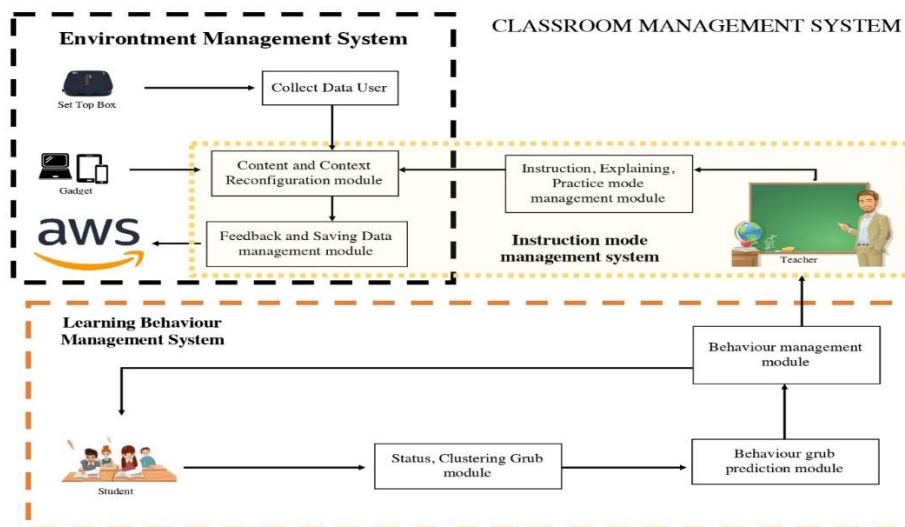 CLASSROOM MANAGEMENT SYSTEM
Environtment Management System
Set Top Box
Collect Data User
Gadget
Content and Context
Reconfiguration module
Instruction, Explaining,
Practice mode
management module
aws
Feedback and Saving Data
management module
Instruction mode
management system
Teacher
Learning Behaviour
Management System
Behaviour management
module
Student
Status, Clustering Grub
module
Behaviour grub
prediction module